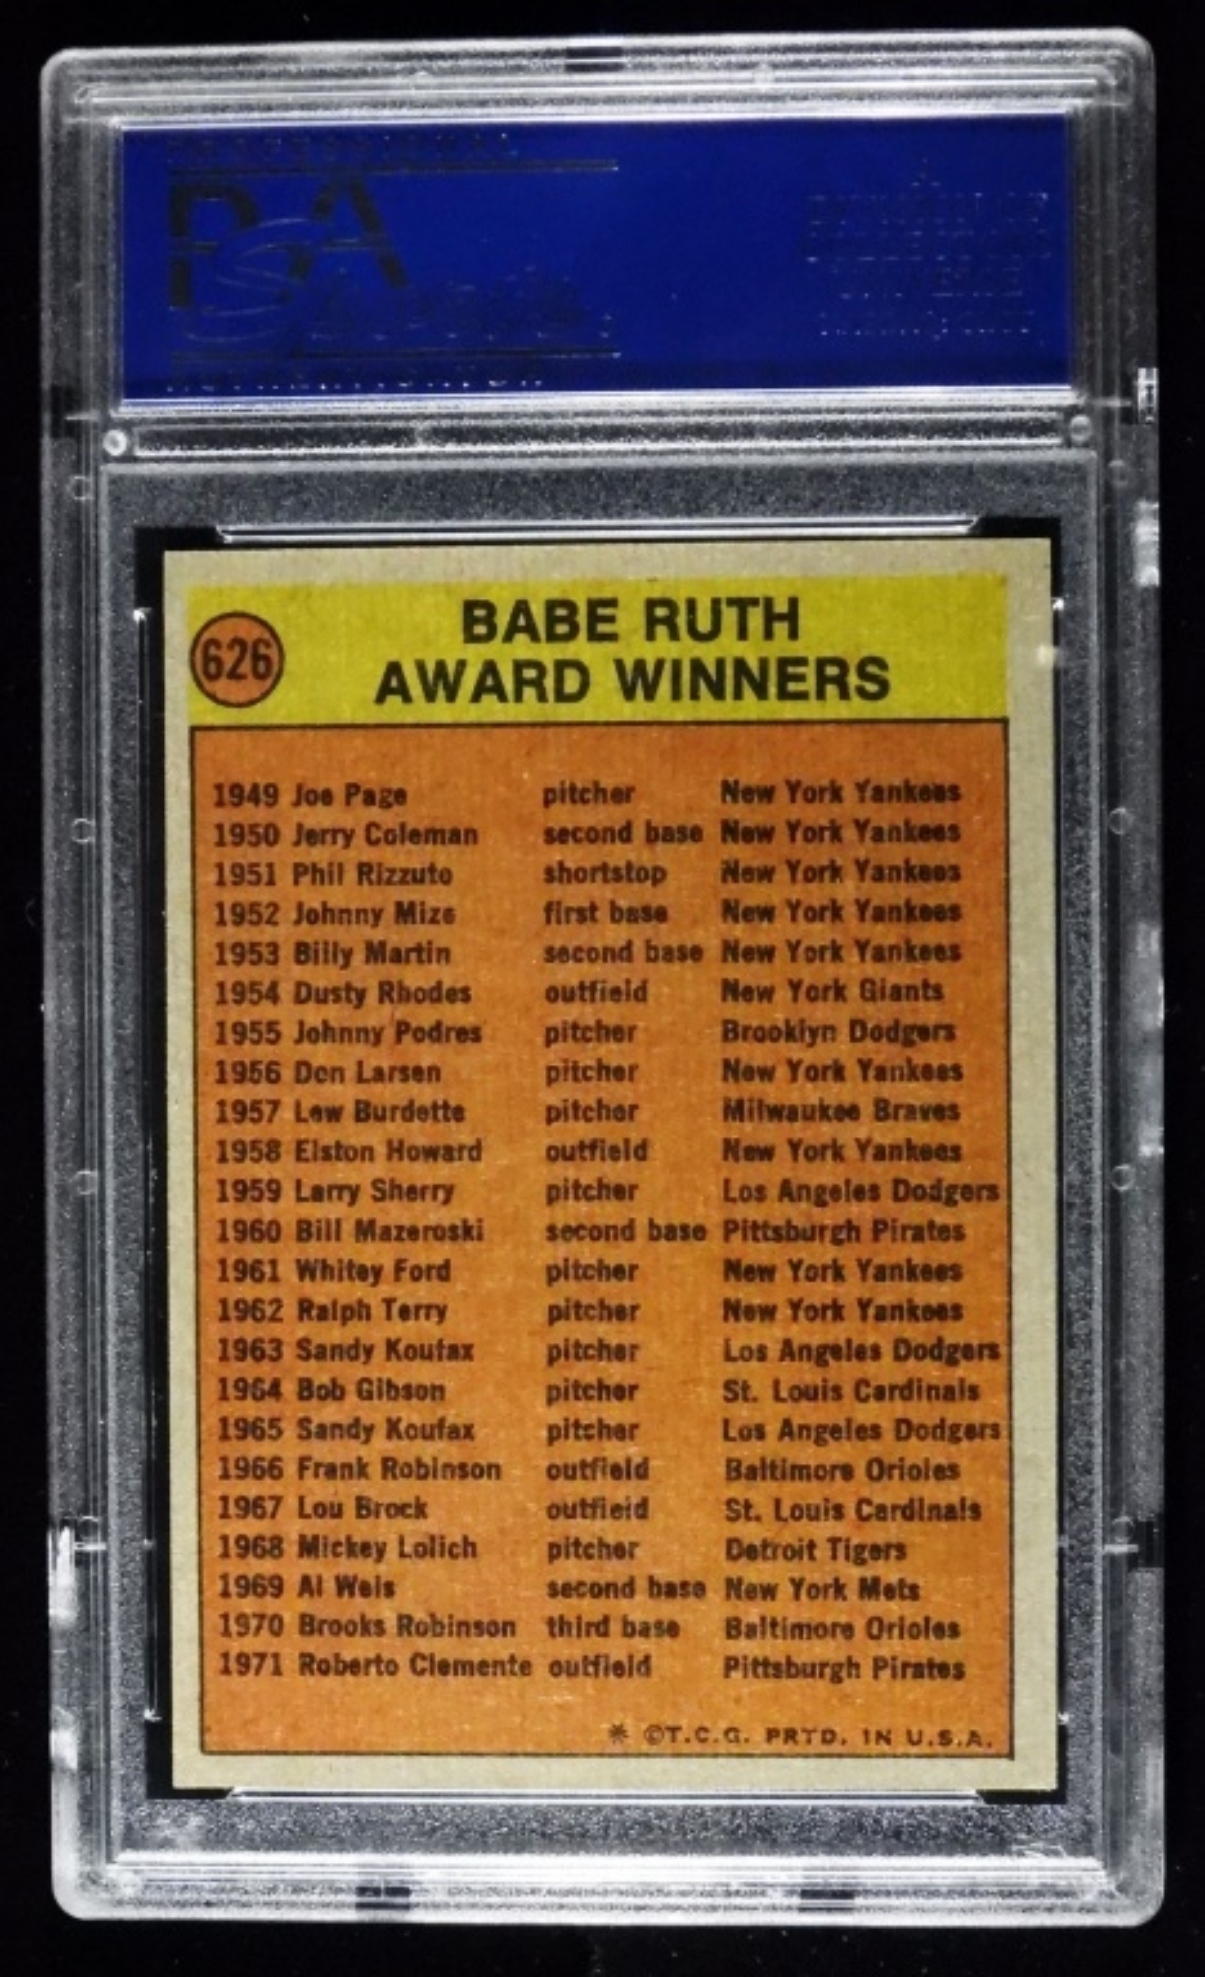 PSA
626
BABE RUTH
AWARD WINNERS
1949 Joe Page pitcher New York Yankees
1950 Jerry Coleman second base New York Yankees
1951 Phil Rizzuto shortstop New York Yankees
1952 Johnny Mize first base New York Yankees
1953 Billy Martin second base New York Yankees
1954 Dusty Rhodes outfield New York Giants
1955 Johnny Podres pitcher Brooklyn Dodgers
1956 Don Larsen pitcher New York Yankees
1957 Lew Burdette pitcher Milwaukee Braves
1958 Elston Howard outfield New York Yankees
1959 Larry Sherry pitcher Los Angeles Dodgers
1960 Bill Mazeroski second base Pittsburgh Pirates
1961 Whitey Ford pitcher New York Yankees
1962 Ralph Terry pitcher New York Yankees
1963 Sandy Koufax pitcher Los Angeles Dodgers
1964 Bob Gibson pitcher St. Louis Cardinals
1965 Sandy Koufax pitcher Los Angeles Dodgers
1966 Frank Robinson outfield Baltimore Orioles
1967 Lou Brock outfield St. Louis Cardinals
1968 Mickey Lolich pitcher Detroit Tigers
1969 Al Weis second base New York Mets
1970 Brooks Robinson third base Baltimore Orioles
1971 Roberto Clemente outfield Pittsburgh Pirates
* ©T.C.G. PRTD. IN U.S.A.